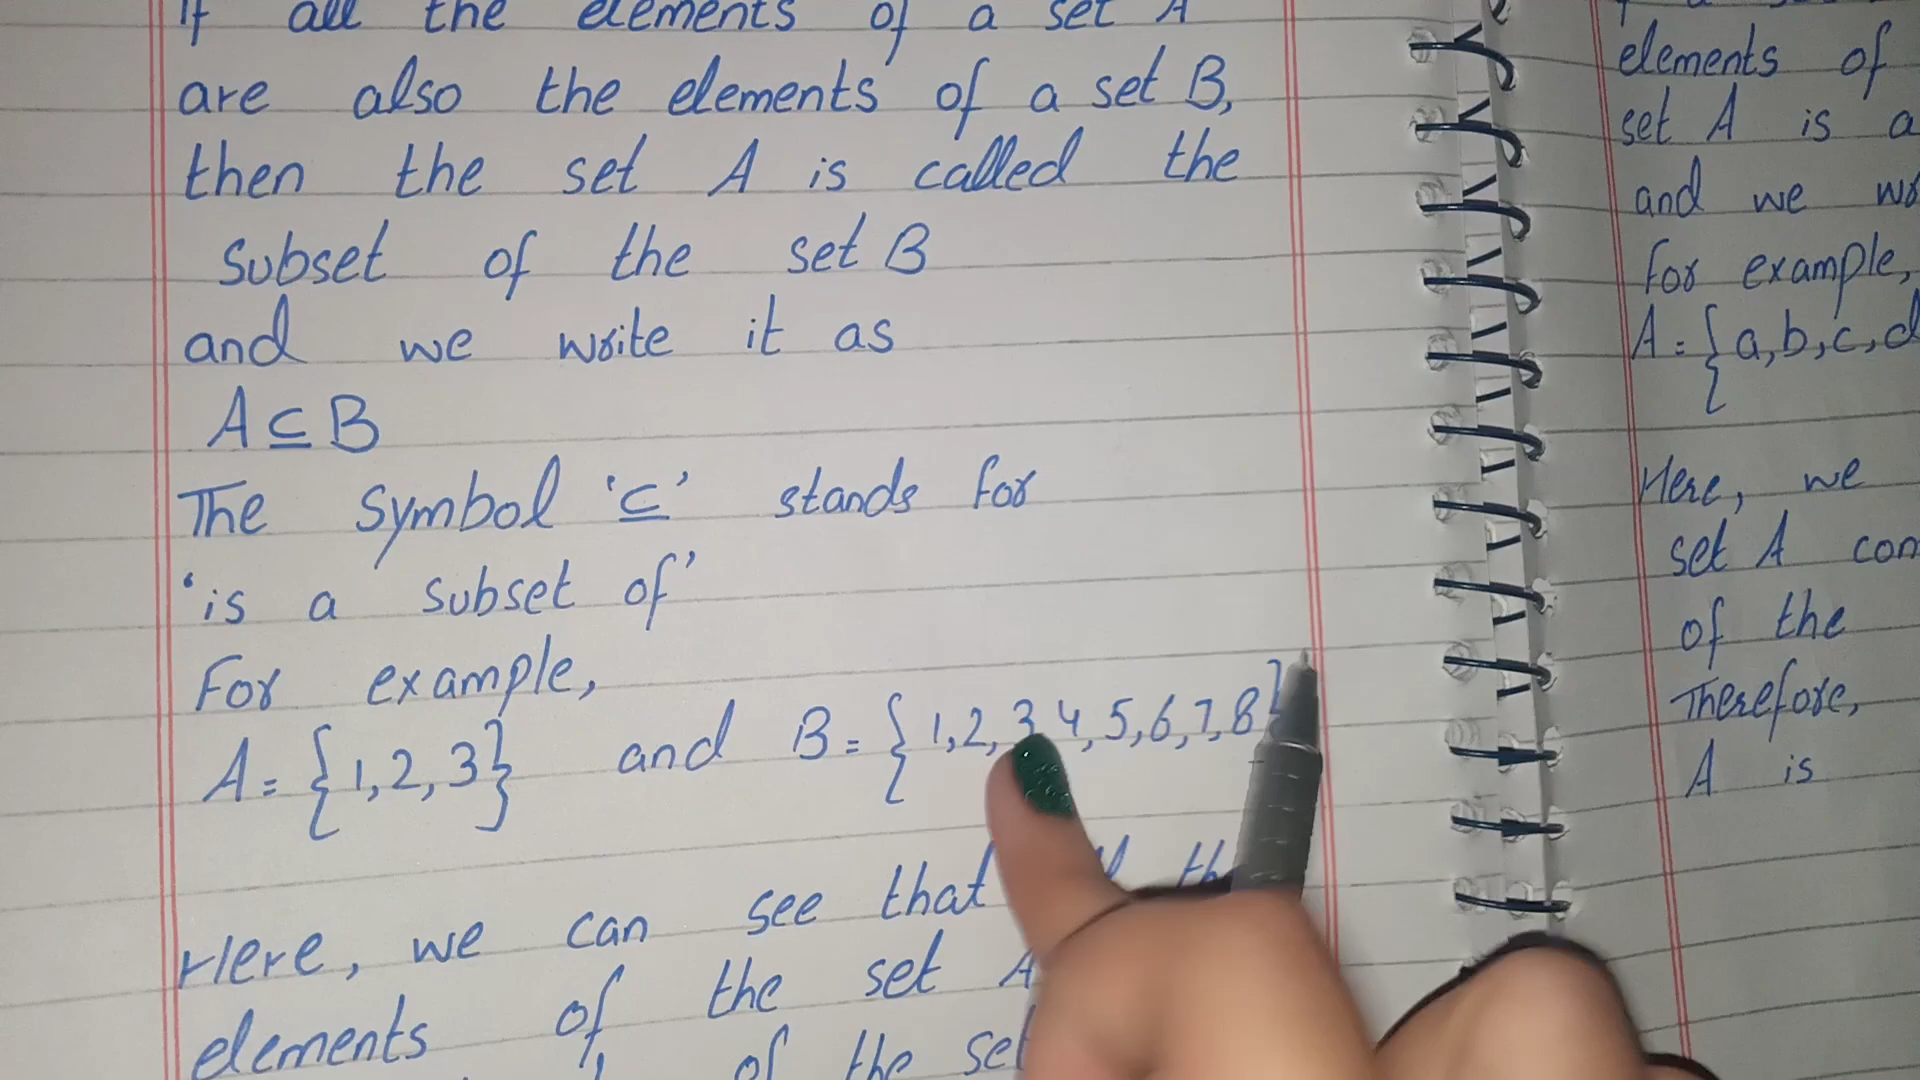 If all the elements of a set A
are also the elements of a set B,
then the set A is called the
subset of the set B
and we write it as
A ⊆ B
The symbol '⊆' stands for
'is a subset of'
For example,
A = {1, 2, 3} and B = {1, 2, 3, 4, 5, 6, 7, 8}
Here, we can see that
elements of the set A
of the set
elements of
set A is a
and we
For example,
A = { a, b, c, d
Here, we
set A
of the
Therefore,
A is